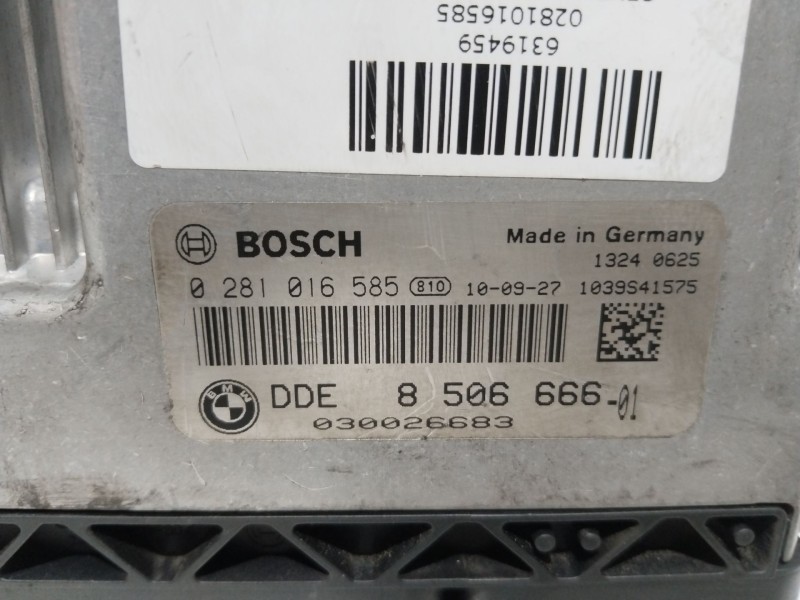 0281016585
6319459
BOSCH Made in Germany
1324 0625
0 281 016 585 810 10-09-27 1039S41575
BMW DDE 8 506 666-01
030026683